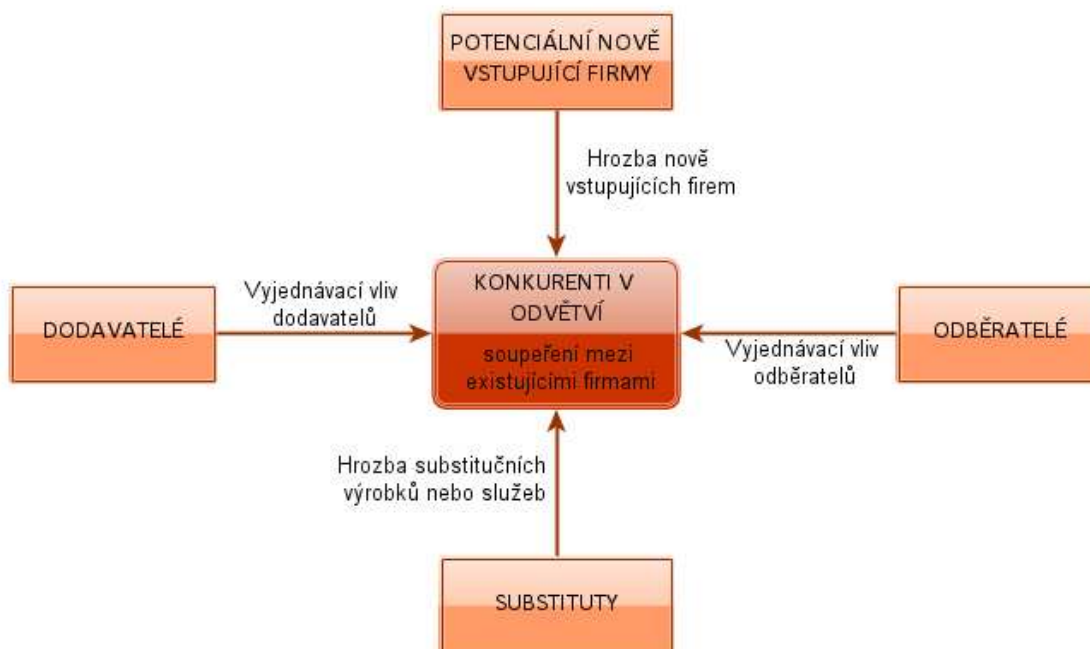 POTENCIÁLNÍ NOVĚ
VSTUPUJÍCÍ FIRMY
Hrozba nově
vstupujících firem
DODAVATELÉ
Vyjednávací vliv
dodavatelů
KONKURENTI V
ODVĚTVÍ
soupeření mezi
existujícími firmami
Vyjednávací vliv
odběratelů
ODBĚRATELÉ
Hrozba substitučních
výrobků nebo služeb
SUBSTITUTY